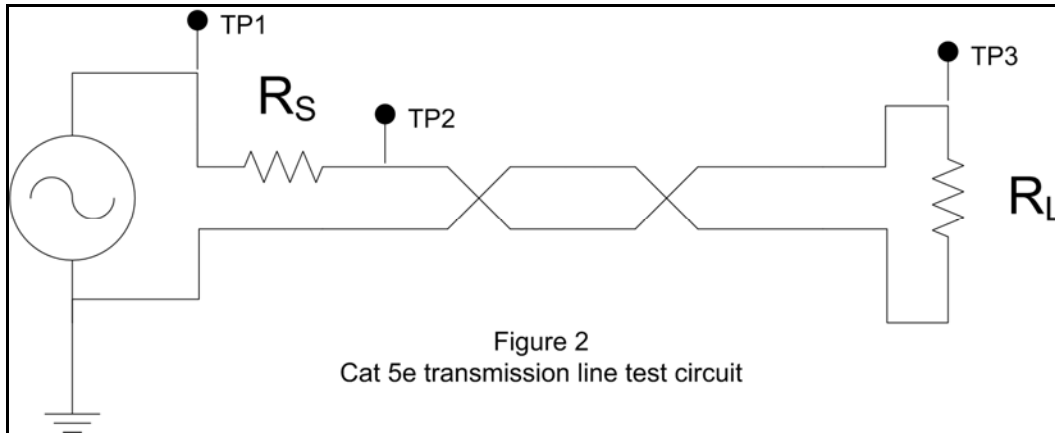 TP1
TP3
RS
TP2
RL
Figure 2
Cat 5e transmission line test circuit